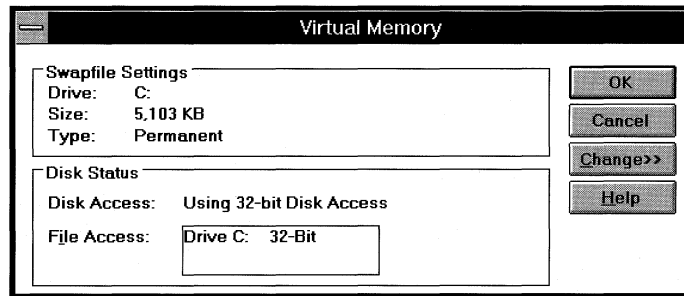 Virtual Memory
Swapfile Settings
Drive: C:
Size: 5,103 KB
Type: Permanent
Disk Status
Disk Access: Using 32-bit Disk Access
File Access: Drive C: 32-Bit
OK
Cancel
Change>>
Help